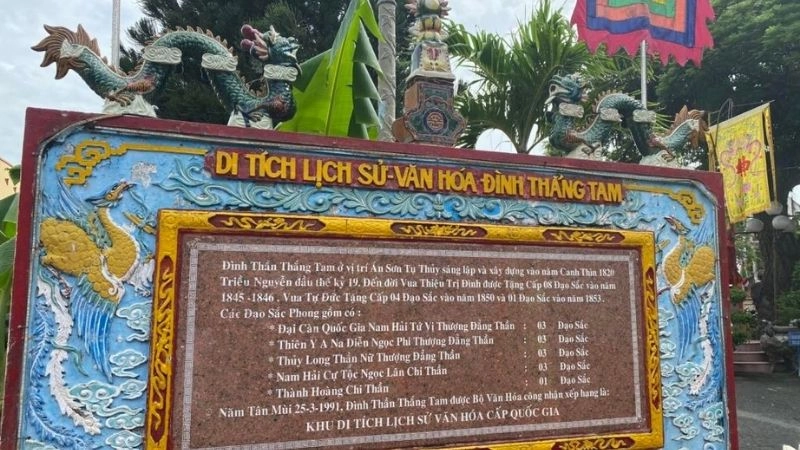 DI TÍCH LỊCH SỬ-VĂN HÓA ĐÌNH THẮNG TAM
Đình Thần Thắng Tam ở vị trí Án Sơn Tụ Thủy sáng lập và xây dựng vào năm Canh Thìn 1820
Triều Nguyễn đầu thế kỷ 19. Đến đời Vua Thiệu Trị Đình được Tặng Cấp 08 Đạo Sắc vào năm
1845 -1846 . Vua Tự Đức Tặng Cấp 04 Đạo Sắc vào năm 1850 và 01 Đạo Sắc vào năm 1853.
Các Đạo Sắc Phong gồm có :
* Đại Càn Quốc Gia Nam Hải Tứ Vị Thượng Đẳng Thần : 03 Đạo Sắc
* Thiên Y A Na Diễn Ngọc Phi Thượng Đẳng Thần : 03 Đạo Sắc
* Thủy Long Thần Nữ Thượng Đẳng Thần : 03 Đạo Sắc
* Nam Hải Cự Tộc Ngọc Lân Chi Thần : 03 Đạo Sắc
* Thành Hoàng Chi Thần : 01 Đạo Sắc
Năm Tân Mùi 25-3-1991, Đình Thần Thắng Tam được Bộ Văn Hóa công nhận xếp hạng là:
KHU DI TÍCH LỊCH SỬ VĂN HÓA CẤP QUỐC GIA